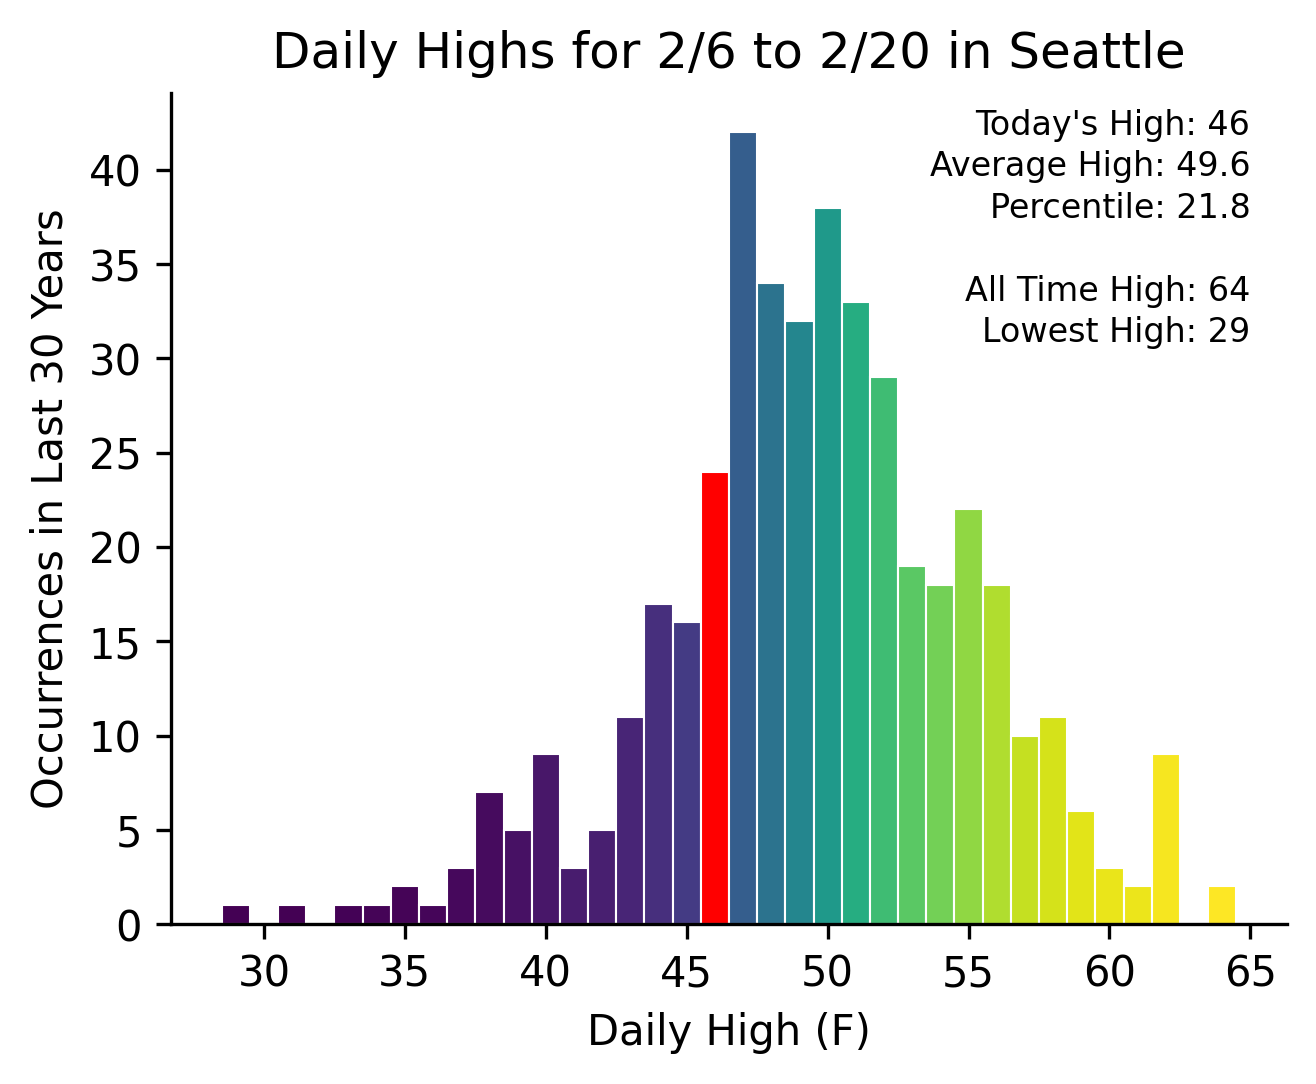 Daily Highs for 2/6 to 2/20 in Seattle
Today's High: 46
Average High: 49.6
Percentile: 21.8
All Time High: 64
Lowest High: 29
Occurrences in Last 30 Years
40
35
30
25
20
15
10
5
0
30 35 40 45 50 55 60 65
Daily High (F)